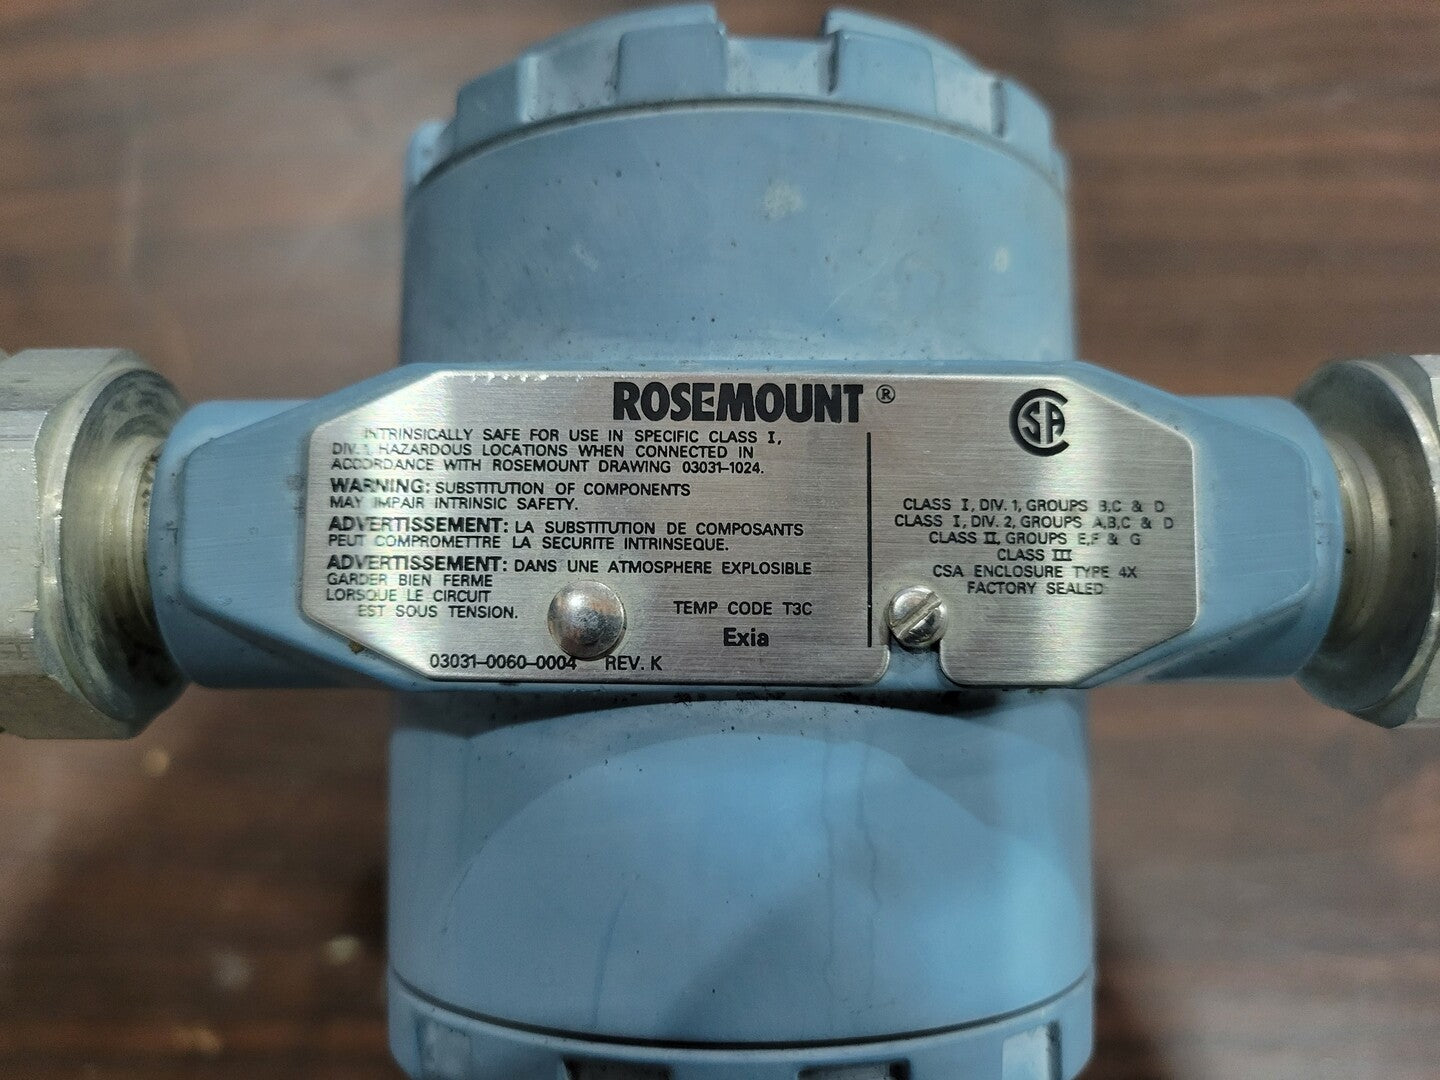 ROSEMOUNT ®
INTRINSICALLY SAFE FOR USE IN SPECIFIC CLASS I,
DIV. 1 HAZARDOUS LOCATIONS WHEN CONNECTED IN
ACCORDANCE WITH ROSEMOUNT DRAWING 03031-1024.
WARNING: SUBSTITUTION OF COMPONENTS
MAY IMPAIR INTRINSIC SAFETY.
ADVERTISSEMENT: LA SUBSTITUTION DE COMPOSANTS
PEUT COMPROMETTRE LA SECURITE INTRINSEQUE.
ADVERTISSEMENT: DANS UNE ATMOSPHERE EXPLOSIBLE
GARDER BIEN FERME
LORSQUE LE CIRCUIT
EST SOUS TENSION.
TEMP CODE T3C
Exia
03031-0060-0004 REV. K
CSA
CLASS I, DIV. 1, GROUPS B,C & D
CLASS I, DIV. 2, GROUPS A,B,C & D
CLASS II, GROUPS E,F & G
CLASS III
CSA ENCLOSURE TYPE 4X
FACTORY SEALED